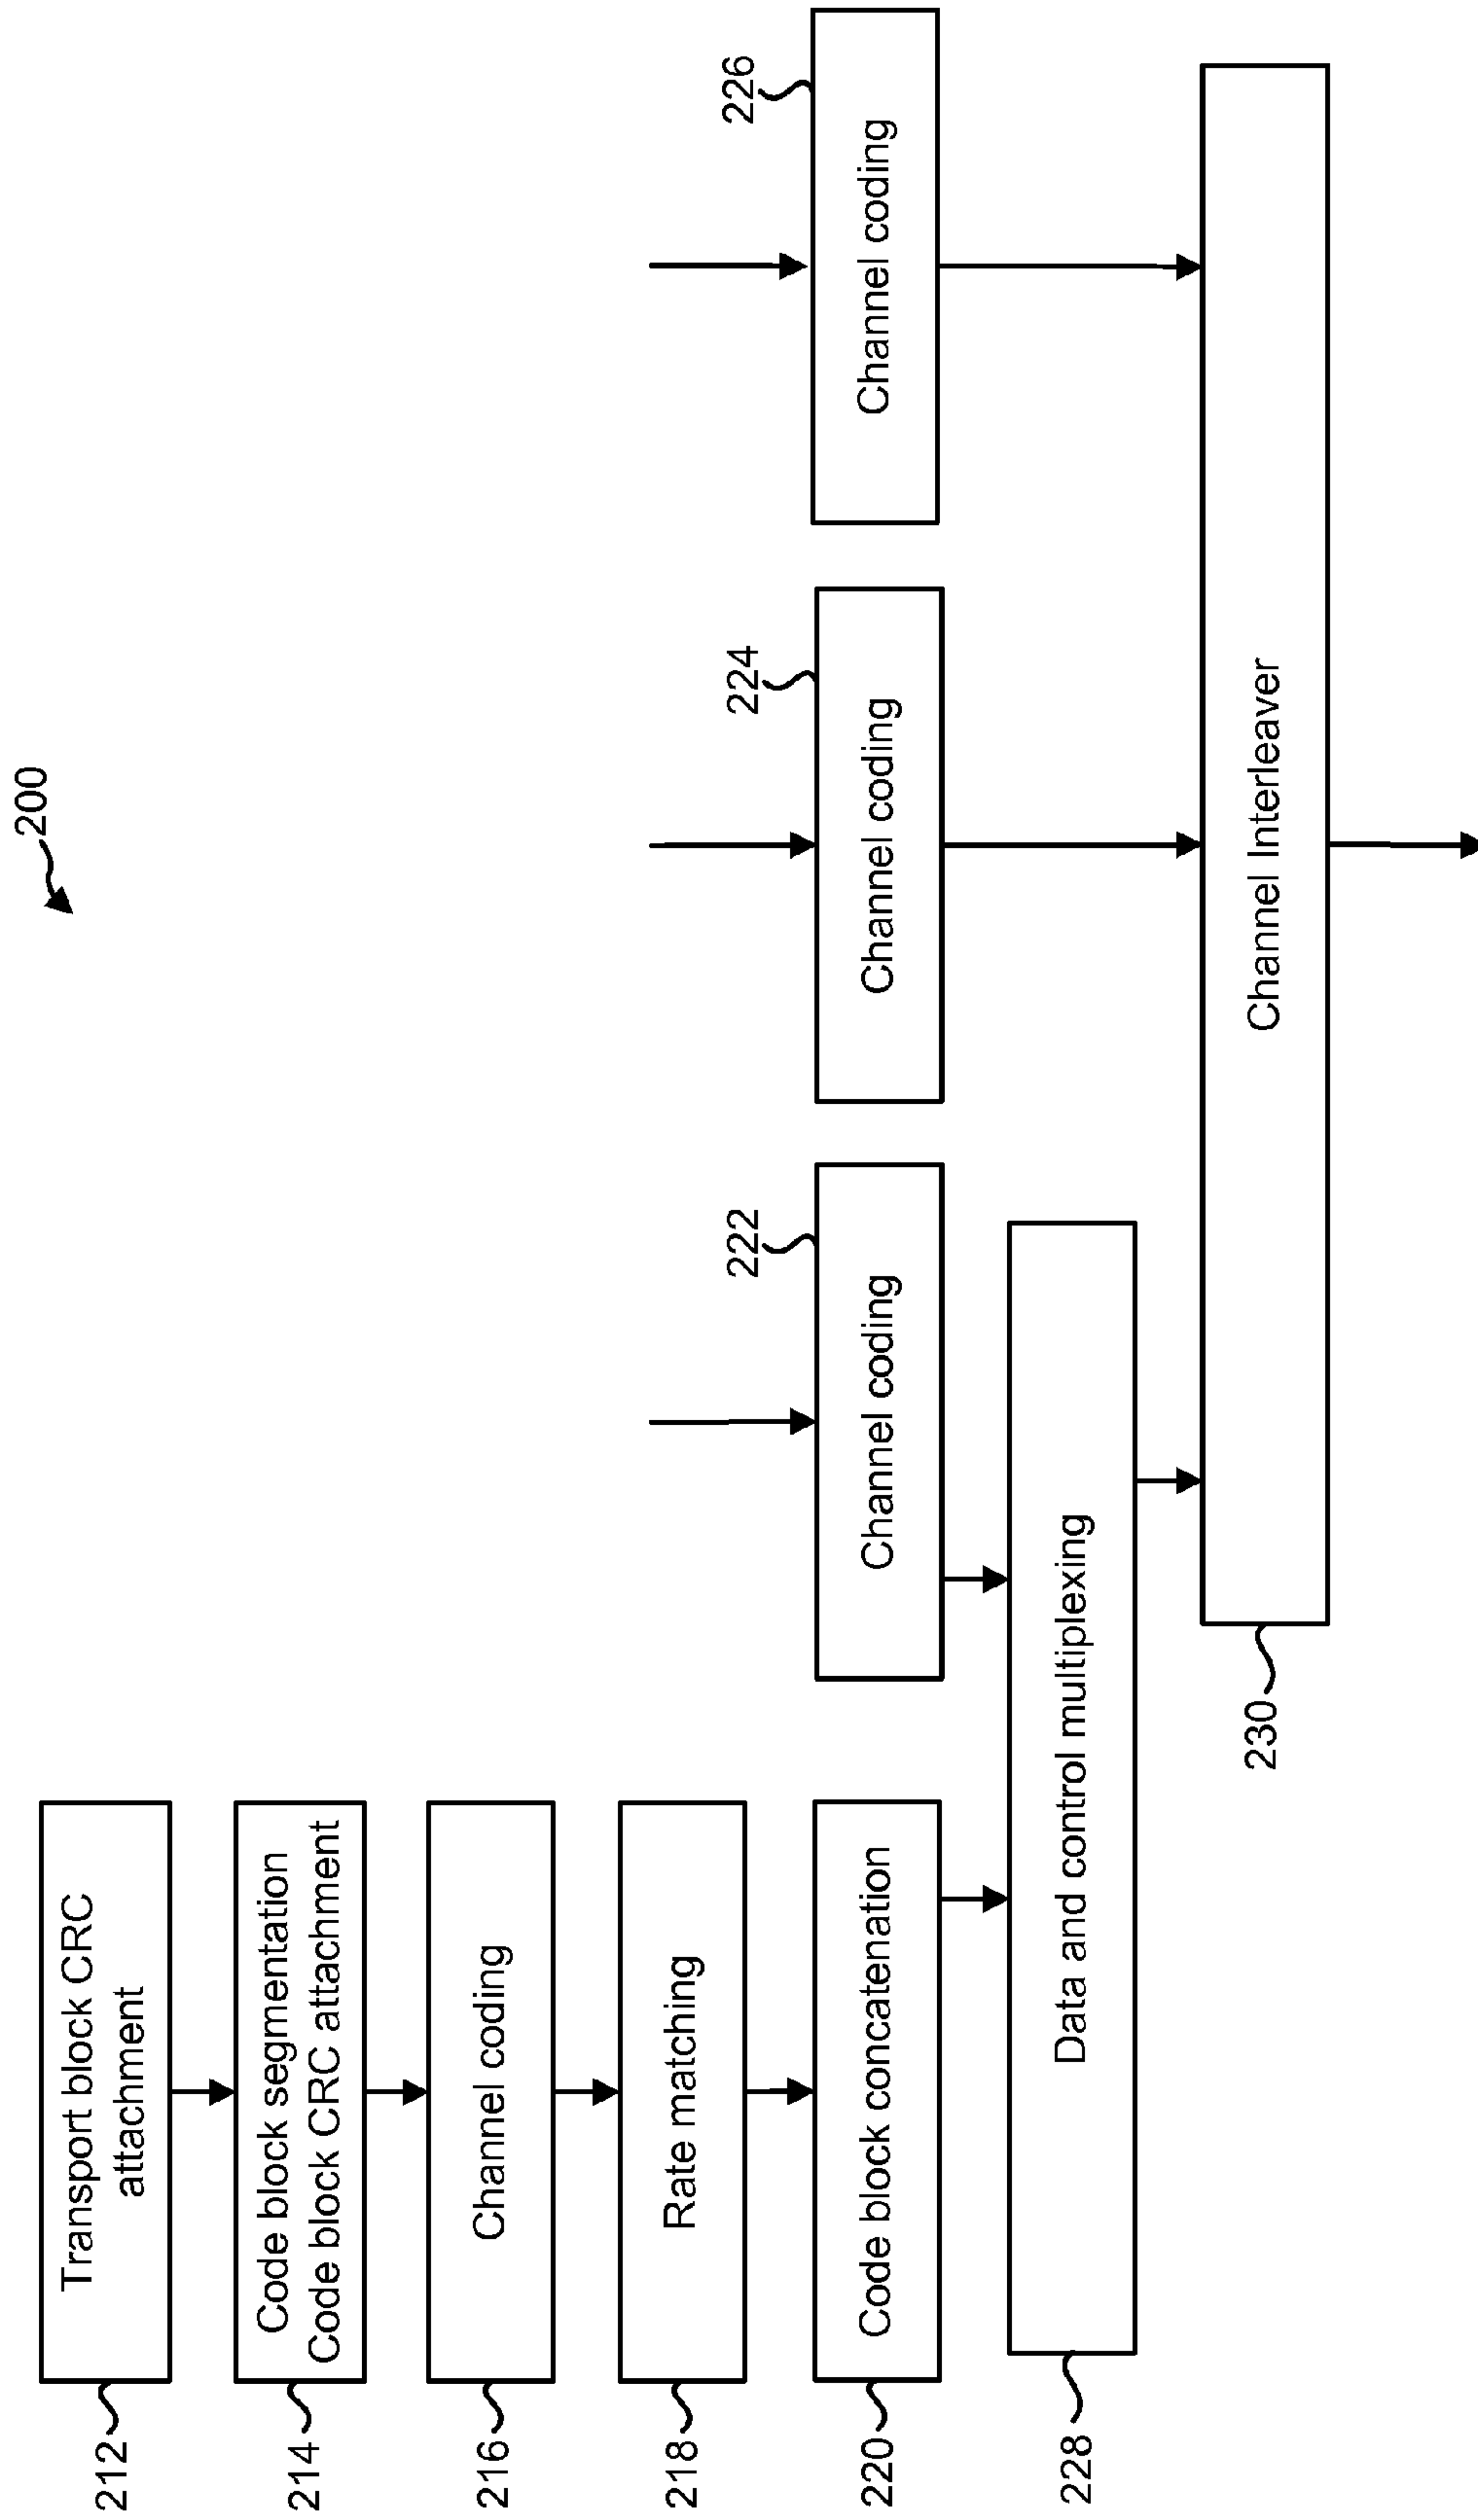 200
212
Transport block CRC
attachment
214
Code block segmentation
Code block CRC attachment
216
Channel coding
218
Rate matching
220
Code block concatenation
222
Channel coding
224
Channel coding
226
Channel coding
228
Data and control multiplexing
230
Channel Interleaver